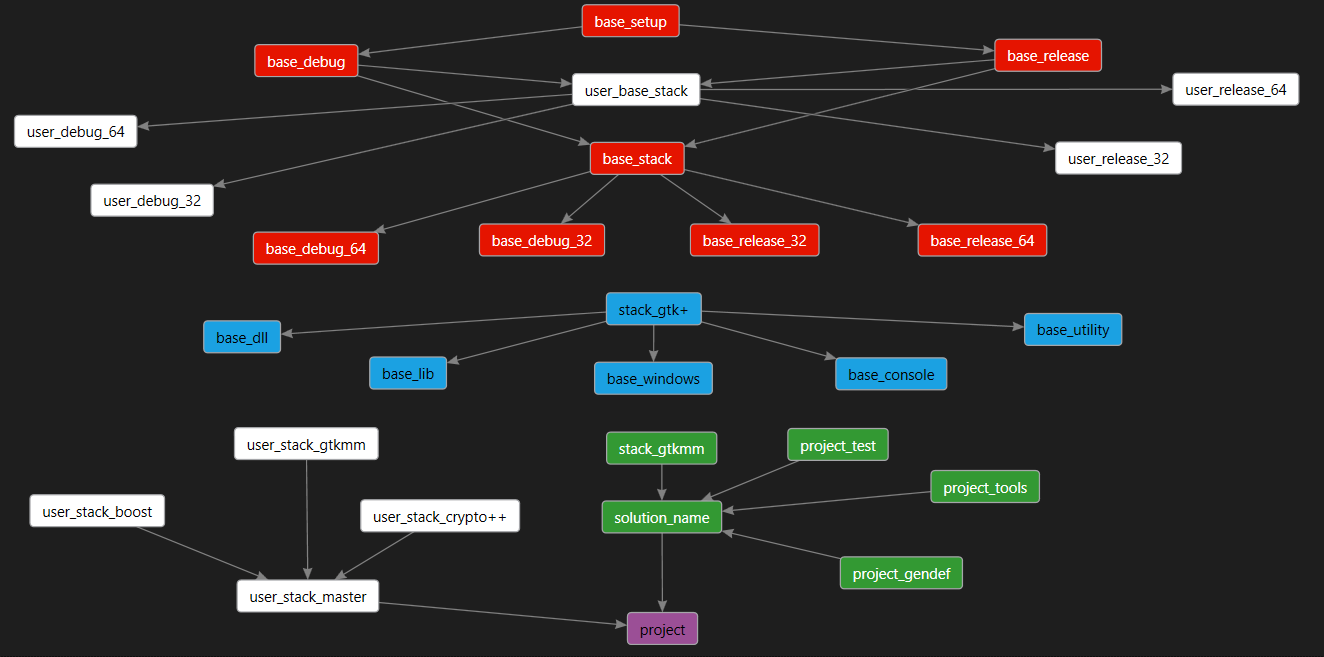 base_setup
base_debug
base_release
user_base_stack
user_release_64
user_debug_64
base_stack
user_release_32
user_debug_32
base_debug_64
base_debug_32
base_release_32
base_release_64
stack_gtk+
base_dll
base_utility
base_lib
base_windows
base_console
user_stack_gtkmm
stack_gtkmm
project_test
project_tools
user_stack_boost
user_stack_crypto++
solution_name
project_gendef
user_stack_master
project